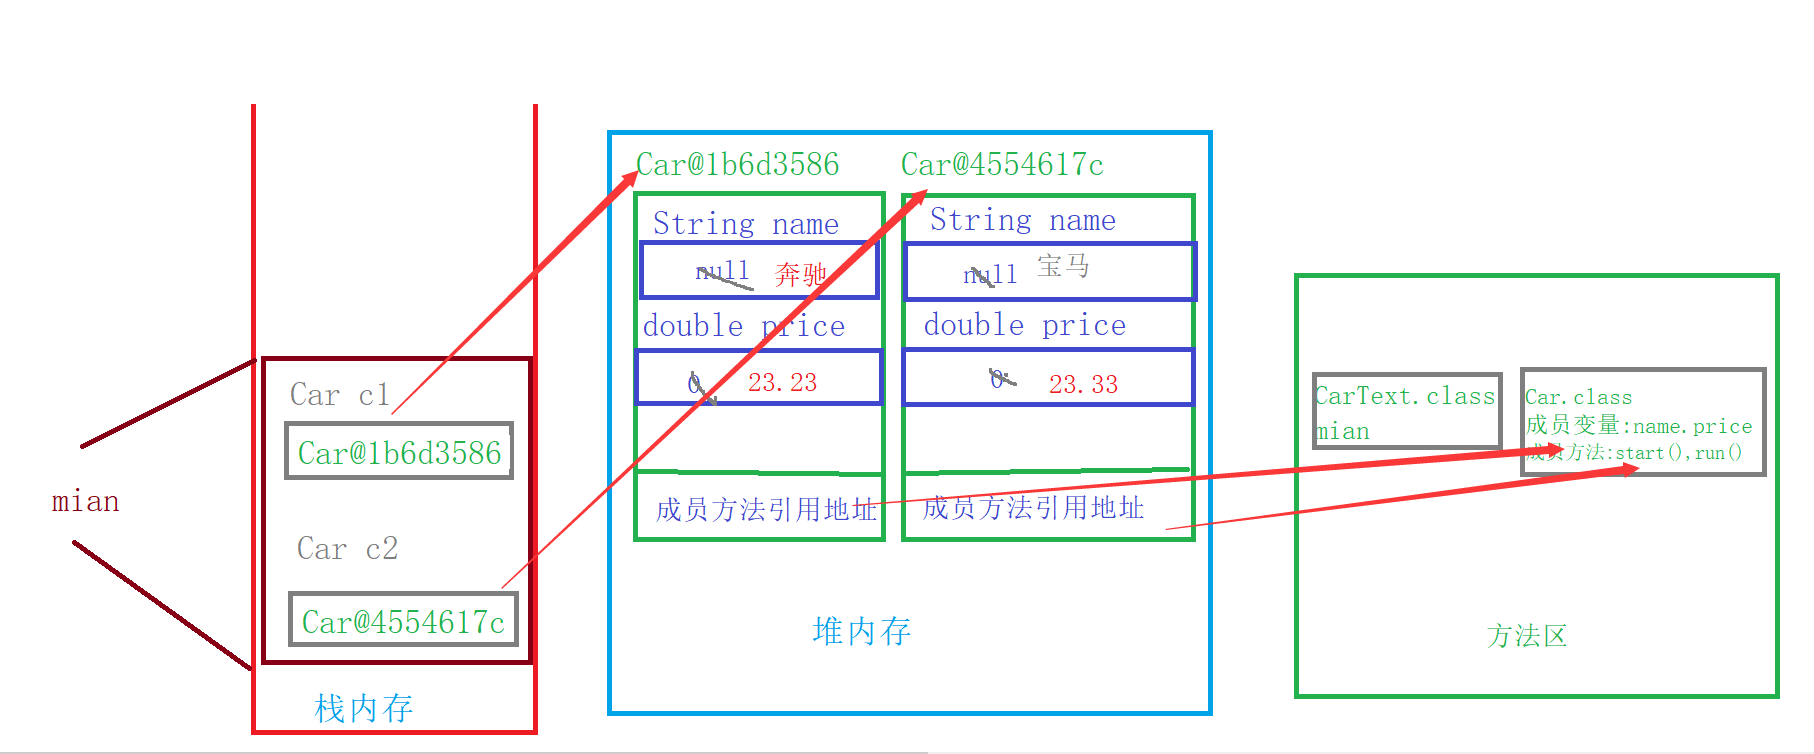 mian
Car c1
Car@1b6d3586
Car c2
Car@4554617c
栈内存
Car@1b6d3586
String name
null 奔驰
double price
0 23.23
成员方法引用地址
Car@4554617c
String name
null 宝马
double price
0. 23.33
成员方法引用地址
堆内存
CarText.class
mian
Car.class
成员变量:name.price
成员方法:start(),run()
方法区